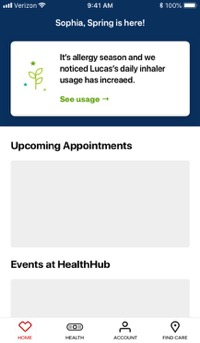 Verizon 9:41 AM 100%
Sophia, Spring is here!
It's allergy season and we
noticed Lucas's daily inhaler
usage has increaed.
See usage →
Upcoming Appointments
Events at HealthHub
HOME HEALTH ACCOUNT FIND CARE